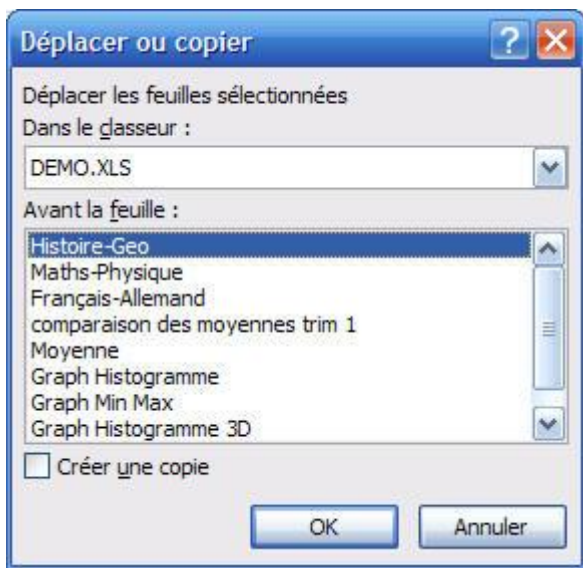 Déplacer ou copier
Déplacer les feuilles sélectionnées
Dans le classeur :
DEMO.XLS
Avant la feuille :
Histoire-Geo
Maths-Physique
Français-Allemand
comparaison des moyennes trim 1
Moyenne
Graph Histogramme
Graph Min Max
Graph Histogramme 3D
Créer une copie
OK Annuler